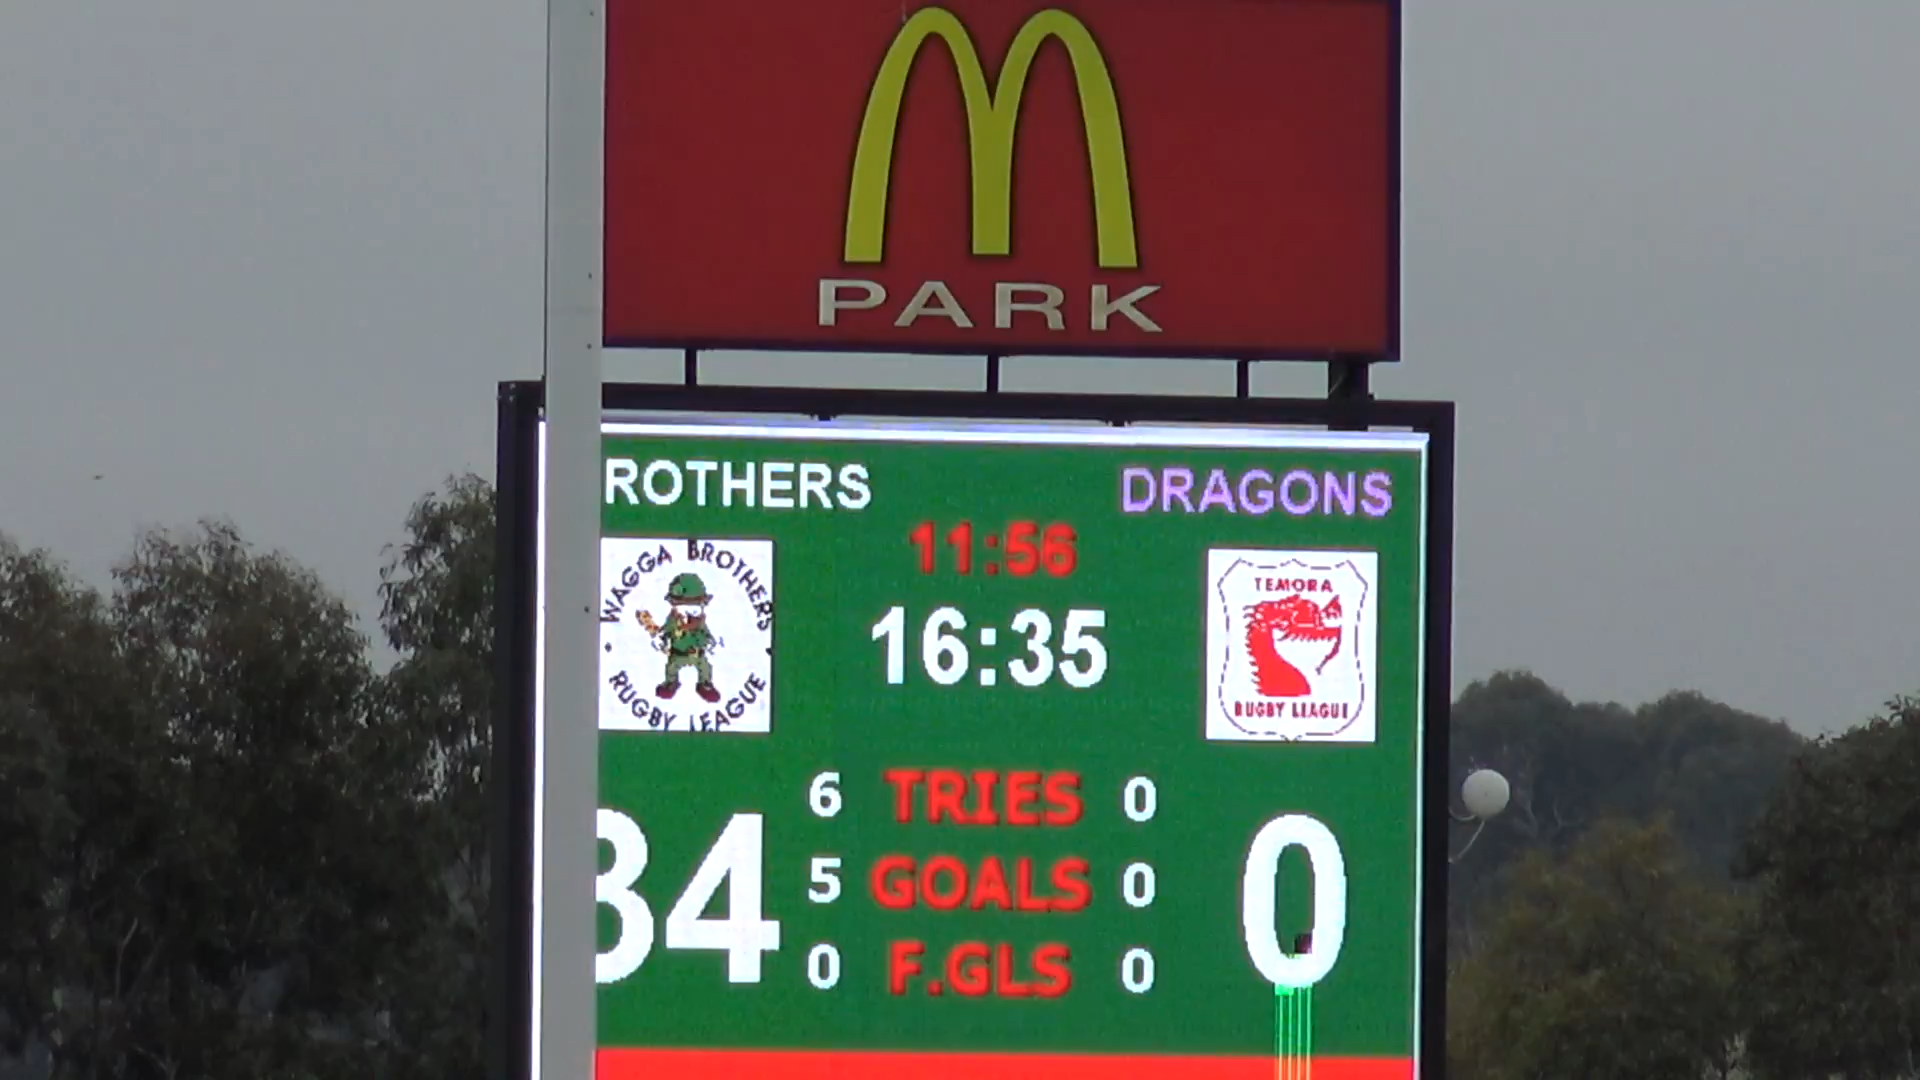 PARK
ROTHERS
DRAGONS
11:56
16:35
WAGGA BROTHERS
RUGBY LEAGUE
TEMORA
RUGBY LEAGUE
6 TRIES 0
34 5 GOALS 0 0
0 F.GLS 0